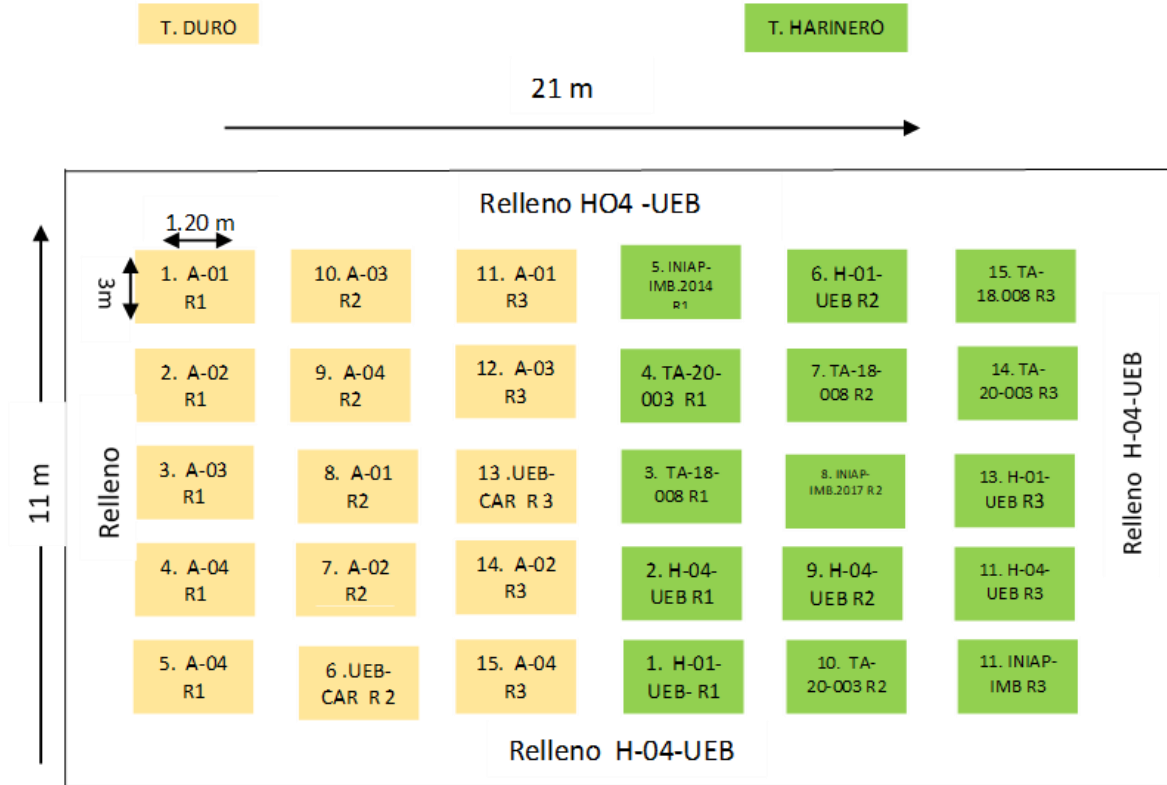 T. DURO
T. HARINERO
21 m
Relleno HO4 -UEB
1.20 m
3m
11 m
Relleno
1. A-01
R1
10. A-03
R2
11. A-01
R3
5. INIAP-
IMB.2014
R1
6. H-01-
UEB R2
15. TA-
18.008 R3
2. A-02
R1
9. A-04
R2
12. A-03
R3
4. TA-20-
003 R1
7. TA-18-
008 R2
14. TA-
20-003 R3
3. A-03
R1
8. A-01
R2
13 .UEB-
CAR R 3
3. TA-18-
008 R1
8. INIAP-
IMB.2017 R2
13. H-01-
UEB R3
4. A-04
R1
7. A-02
R2
14. A-02
R3
2. H-04-
UEB R1
9. H-04-
UEB R2
11. H-04-
UEB R3
5. A-04
R1
6 .UEB-
CAR R 2
15. A-04
R3
1. H-01-
UEB- R1
10. TA-
20-003 R2
11. INIAP-
IMB R3
Relleno H-04-UEB
Relleno H-04-UEB